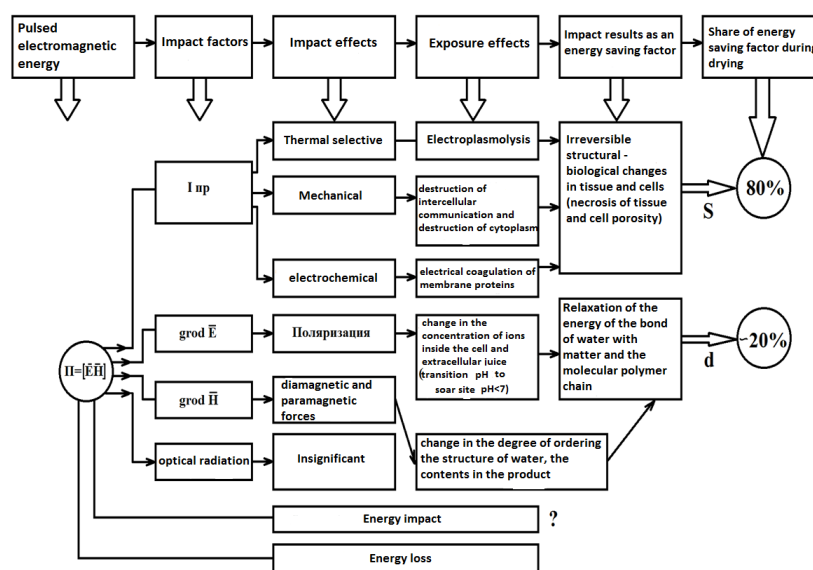 Pulsed
electromagnetic
energy
Impact factors
Impact effects
Exposure effects
Impact results as an
energy saving factor
Share of energy
saving factor during
drying
Thermal selective
Electroplasmolysis
Irreversible
structural -
biological changes
in tissue and cells
(necrosis of tissue
and cell porosity)
I пр
Mechanical
destruction of
intercellular
communication and
destruction of cytoplasm
80%
S
electrochemical
electrical coagulation of
membrane proteins
grod E̅
Поляризация
change in the
concentration of ions
inside the cell and
extracellular juice
(transition pH to
soar site pH<7)
Relaxation of the
energy of the bond
of water with
matter and the
molecular polymer
chain
~20%
d
П=[E̅H̅]
grod H̅
diamagnetic and
paramagnetic
forces
optical radiation
Insignificant
change in the degree of ordering
the structure of water, the
contents in the product
Energy impact
?
Energy loss